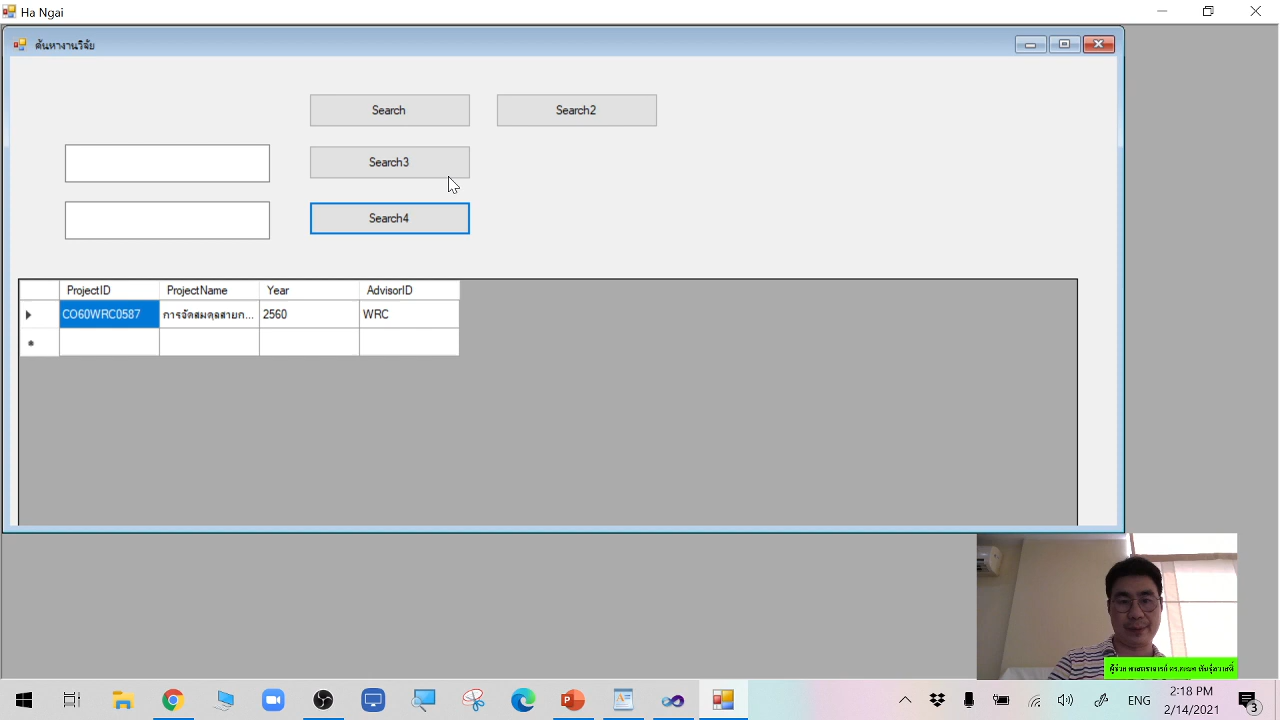 Ha Ngai
ค้นหางานวิจัย
Search
Search2
Search3
Search4
ProjectID
ProjectName
Year
AdvisorID
CO60WRC0587
การจัดสมดุลสายก...
2560
WRC
ENG
2:18 PM
2/14/2021
3